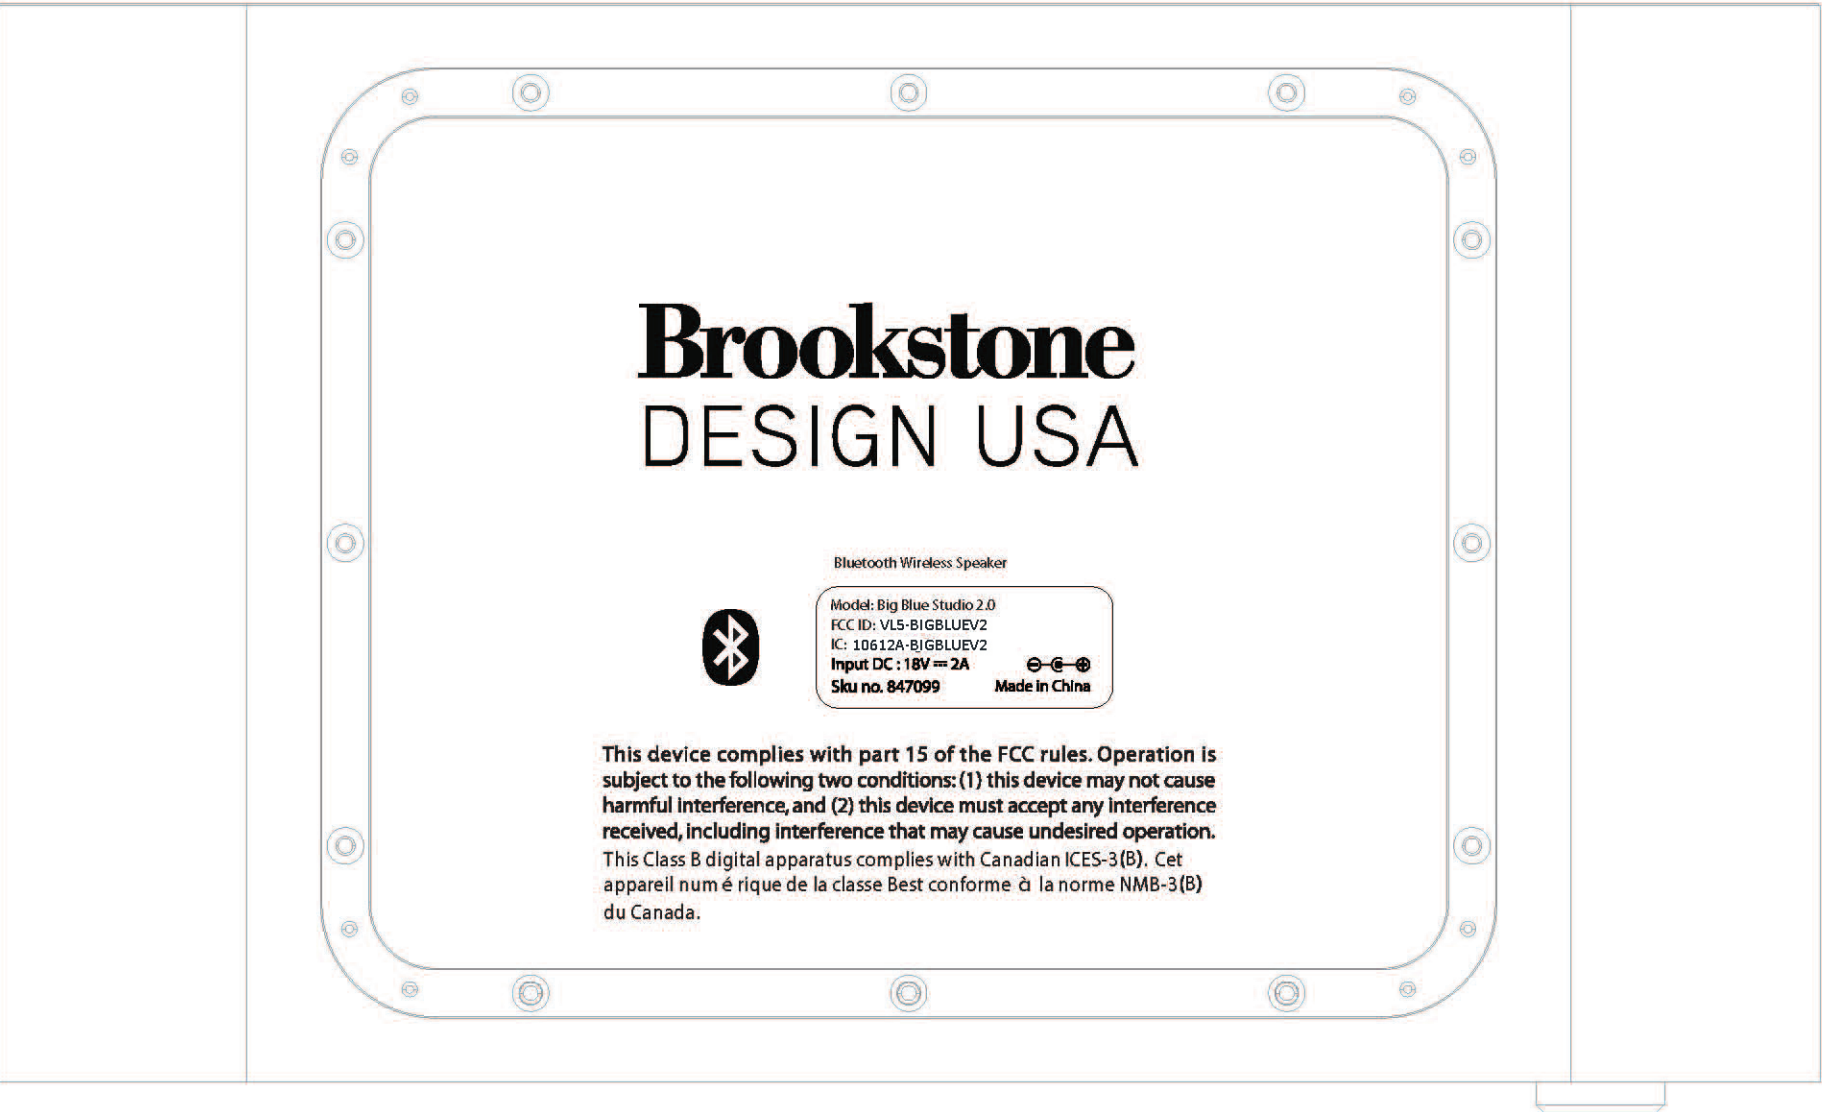 Brookstone
DESIGN USA
Bluetooth Wireless Speaker
Model: Big Blue Studio 2.0
FCC ID: VL5-BIGBLUEV2
IC: 10612A-BIGBLUEV2
Input DC : 18V ⎓ 2A
Sku no. 847099 Made in China
This device complies with part 15 of the FCC rules. Operation is
subject to the following two conditions: (1) this device may not cause
harmful interference, and (2) this device must accept any interference
received, including interference that may cause undesired operation.
This Class B digital apparatus complies with Canadian ICES-3(B). Cet
appareil num é rique de la classe Best conforme à la norme NMB-3(B)
du Canada.